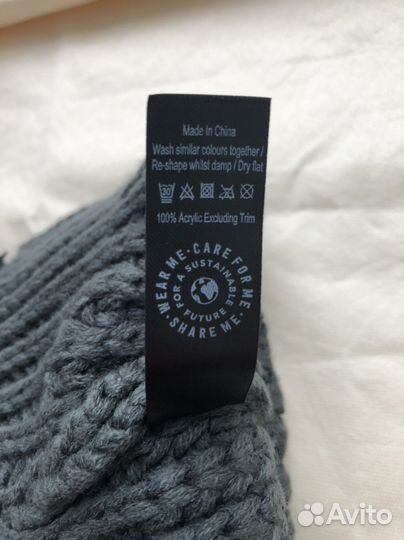 Made In China
Wash similar colours together /
Re-shape whilst damp / Dry flat
30
100% Acrylic Excluding Trim
WEAR ME • CARE FOR ME • SHARE ME •
FOR A SUSTAINABLE FUTURE
Avito